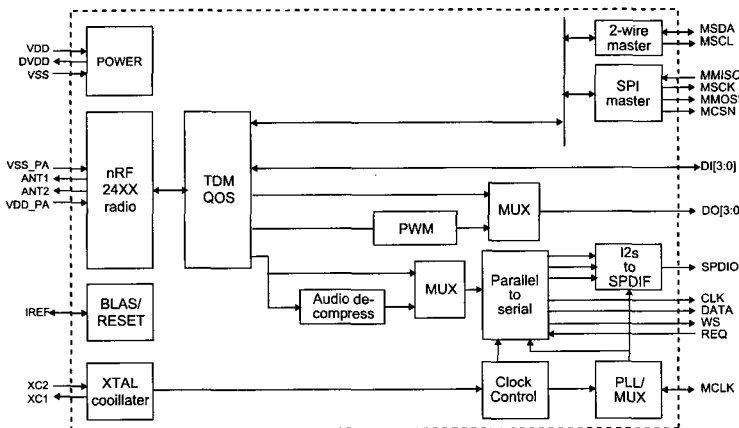 VDD
DVDD
VSS
POWER
2-wire
master
MSDA
MSCL
SPI
master
MMISO
MSCK
MMOS
MCSN
VSS_PA
ANT1
ANT2
VDD_PA
nRF
24XX
radio
TDM
QOS
DI[3:0]
MUX
DO[3:0
PWM
Audio de-
compress
MUX
Parallel
to
serial
I2s
to
SPDIF
SPDIO
CLK
DATA
WS
REQ
IREF
BLAS/
RESET
XC2
XC1
XTAL
cooillater
Clock
Control
PLL/
MUX
MCLK